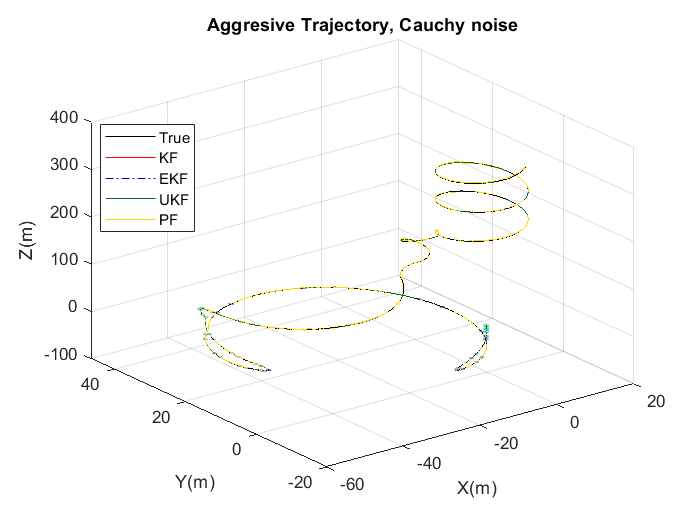 Aggresive Trajectory, Cauchy noise
400
300
200
100
0
-100
Z(m)
True
KF
EKF
UKF
PF
40
20
0
-20
Y(m)
-60
-40
-20
0
20
X(m)